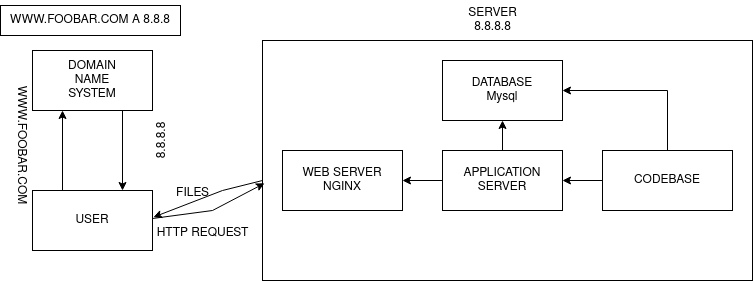 WWW.FOOBAR.COM A 8.8.8
SERVER
8.8.8.8
DOMAIN
NAME
SYSTEM
WWW.FOOBAR.COM
8.8.8.8
USER
FILES
HTTP REQUEST
DATABASE
Mysql
WEB SERVER
NGINX
APPLICATION
SERVER
CODEBASE